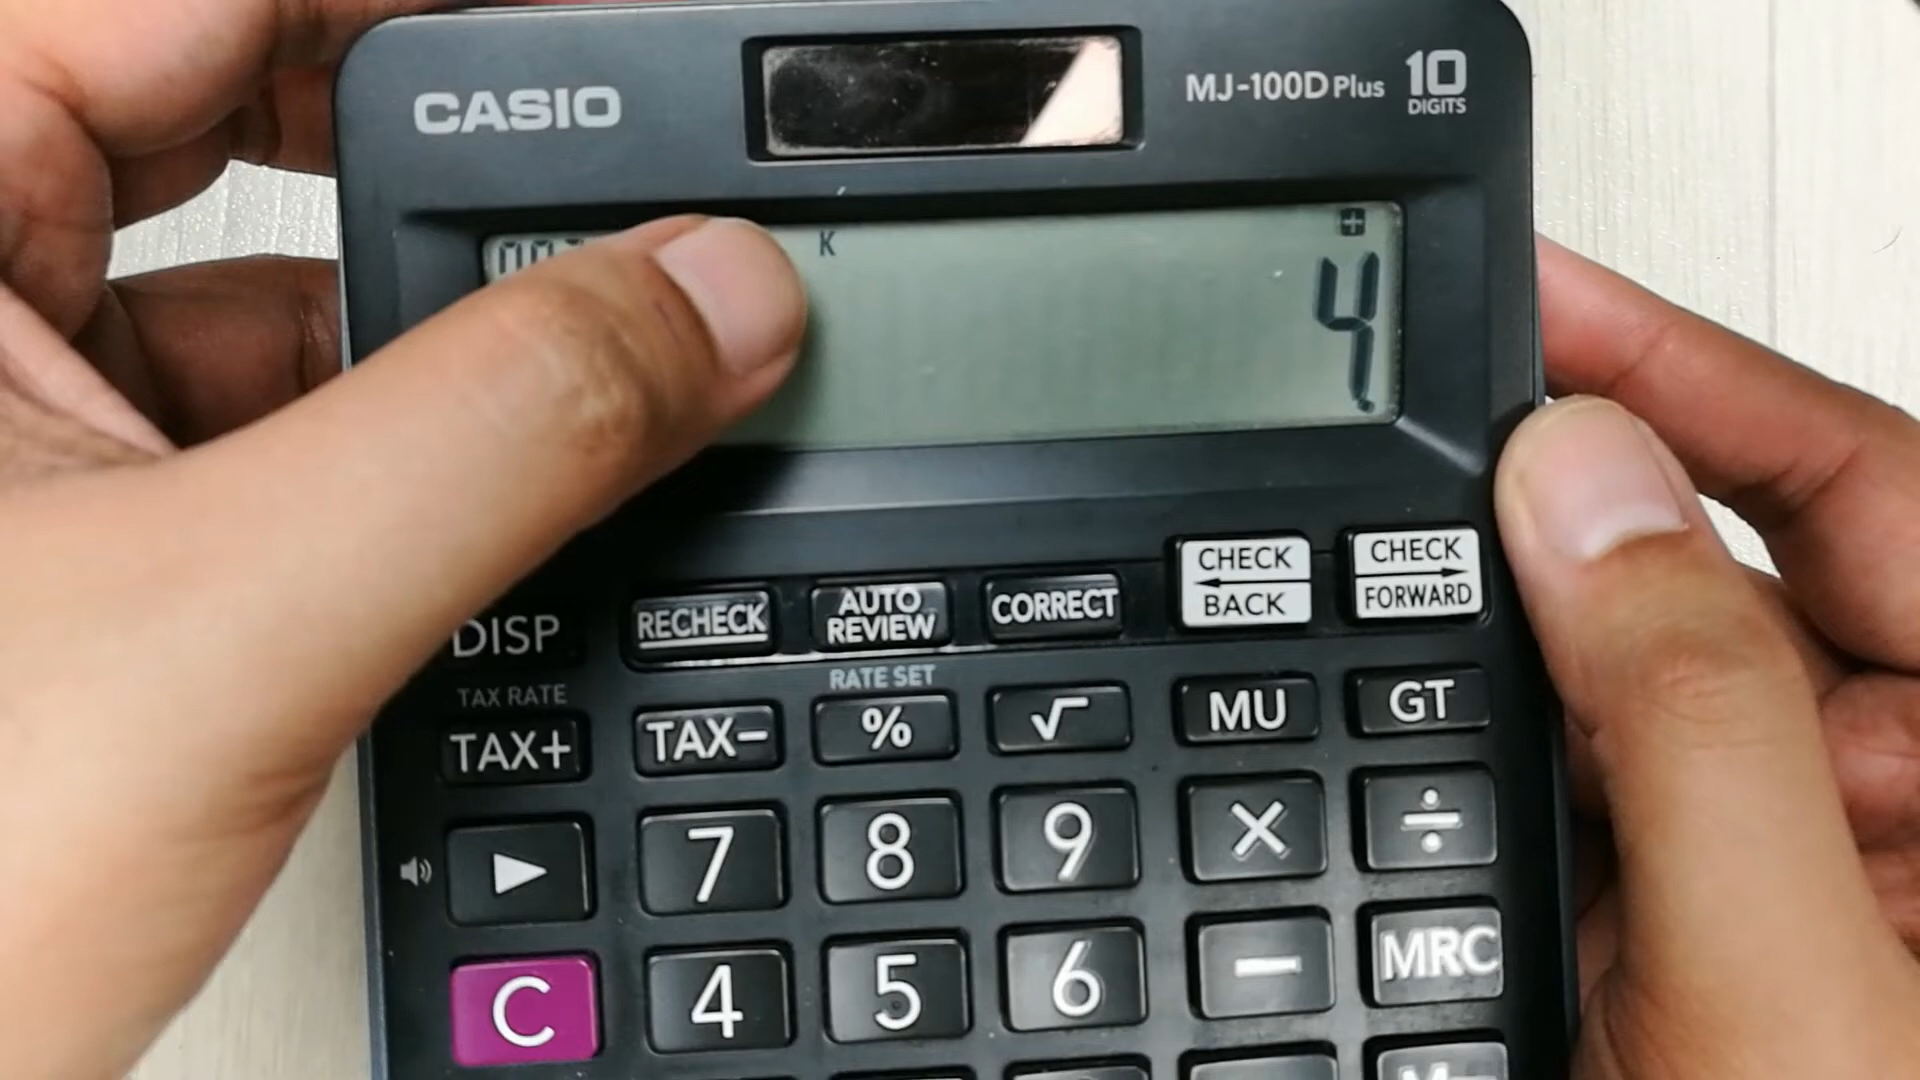 CASIO
MJ-100D Plus
10
DIGITS
K
+
4.
DISP
RECHECK
AUTO
REVIEW
CORRECT
CHECK
BACK
CHECK
FORWARD
TAX RATE
RATE SET
TAX+
TAX−
%
√
MU
GT
7
8
9
×
÷
C
4
5
6
−
MRC